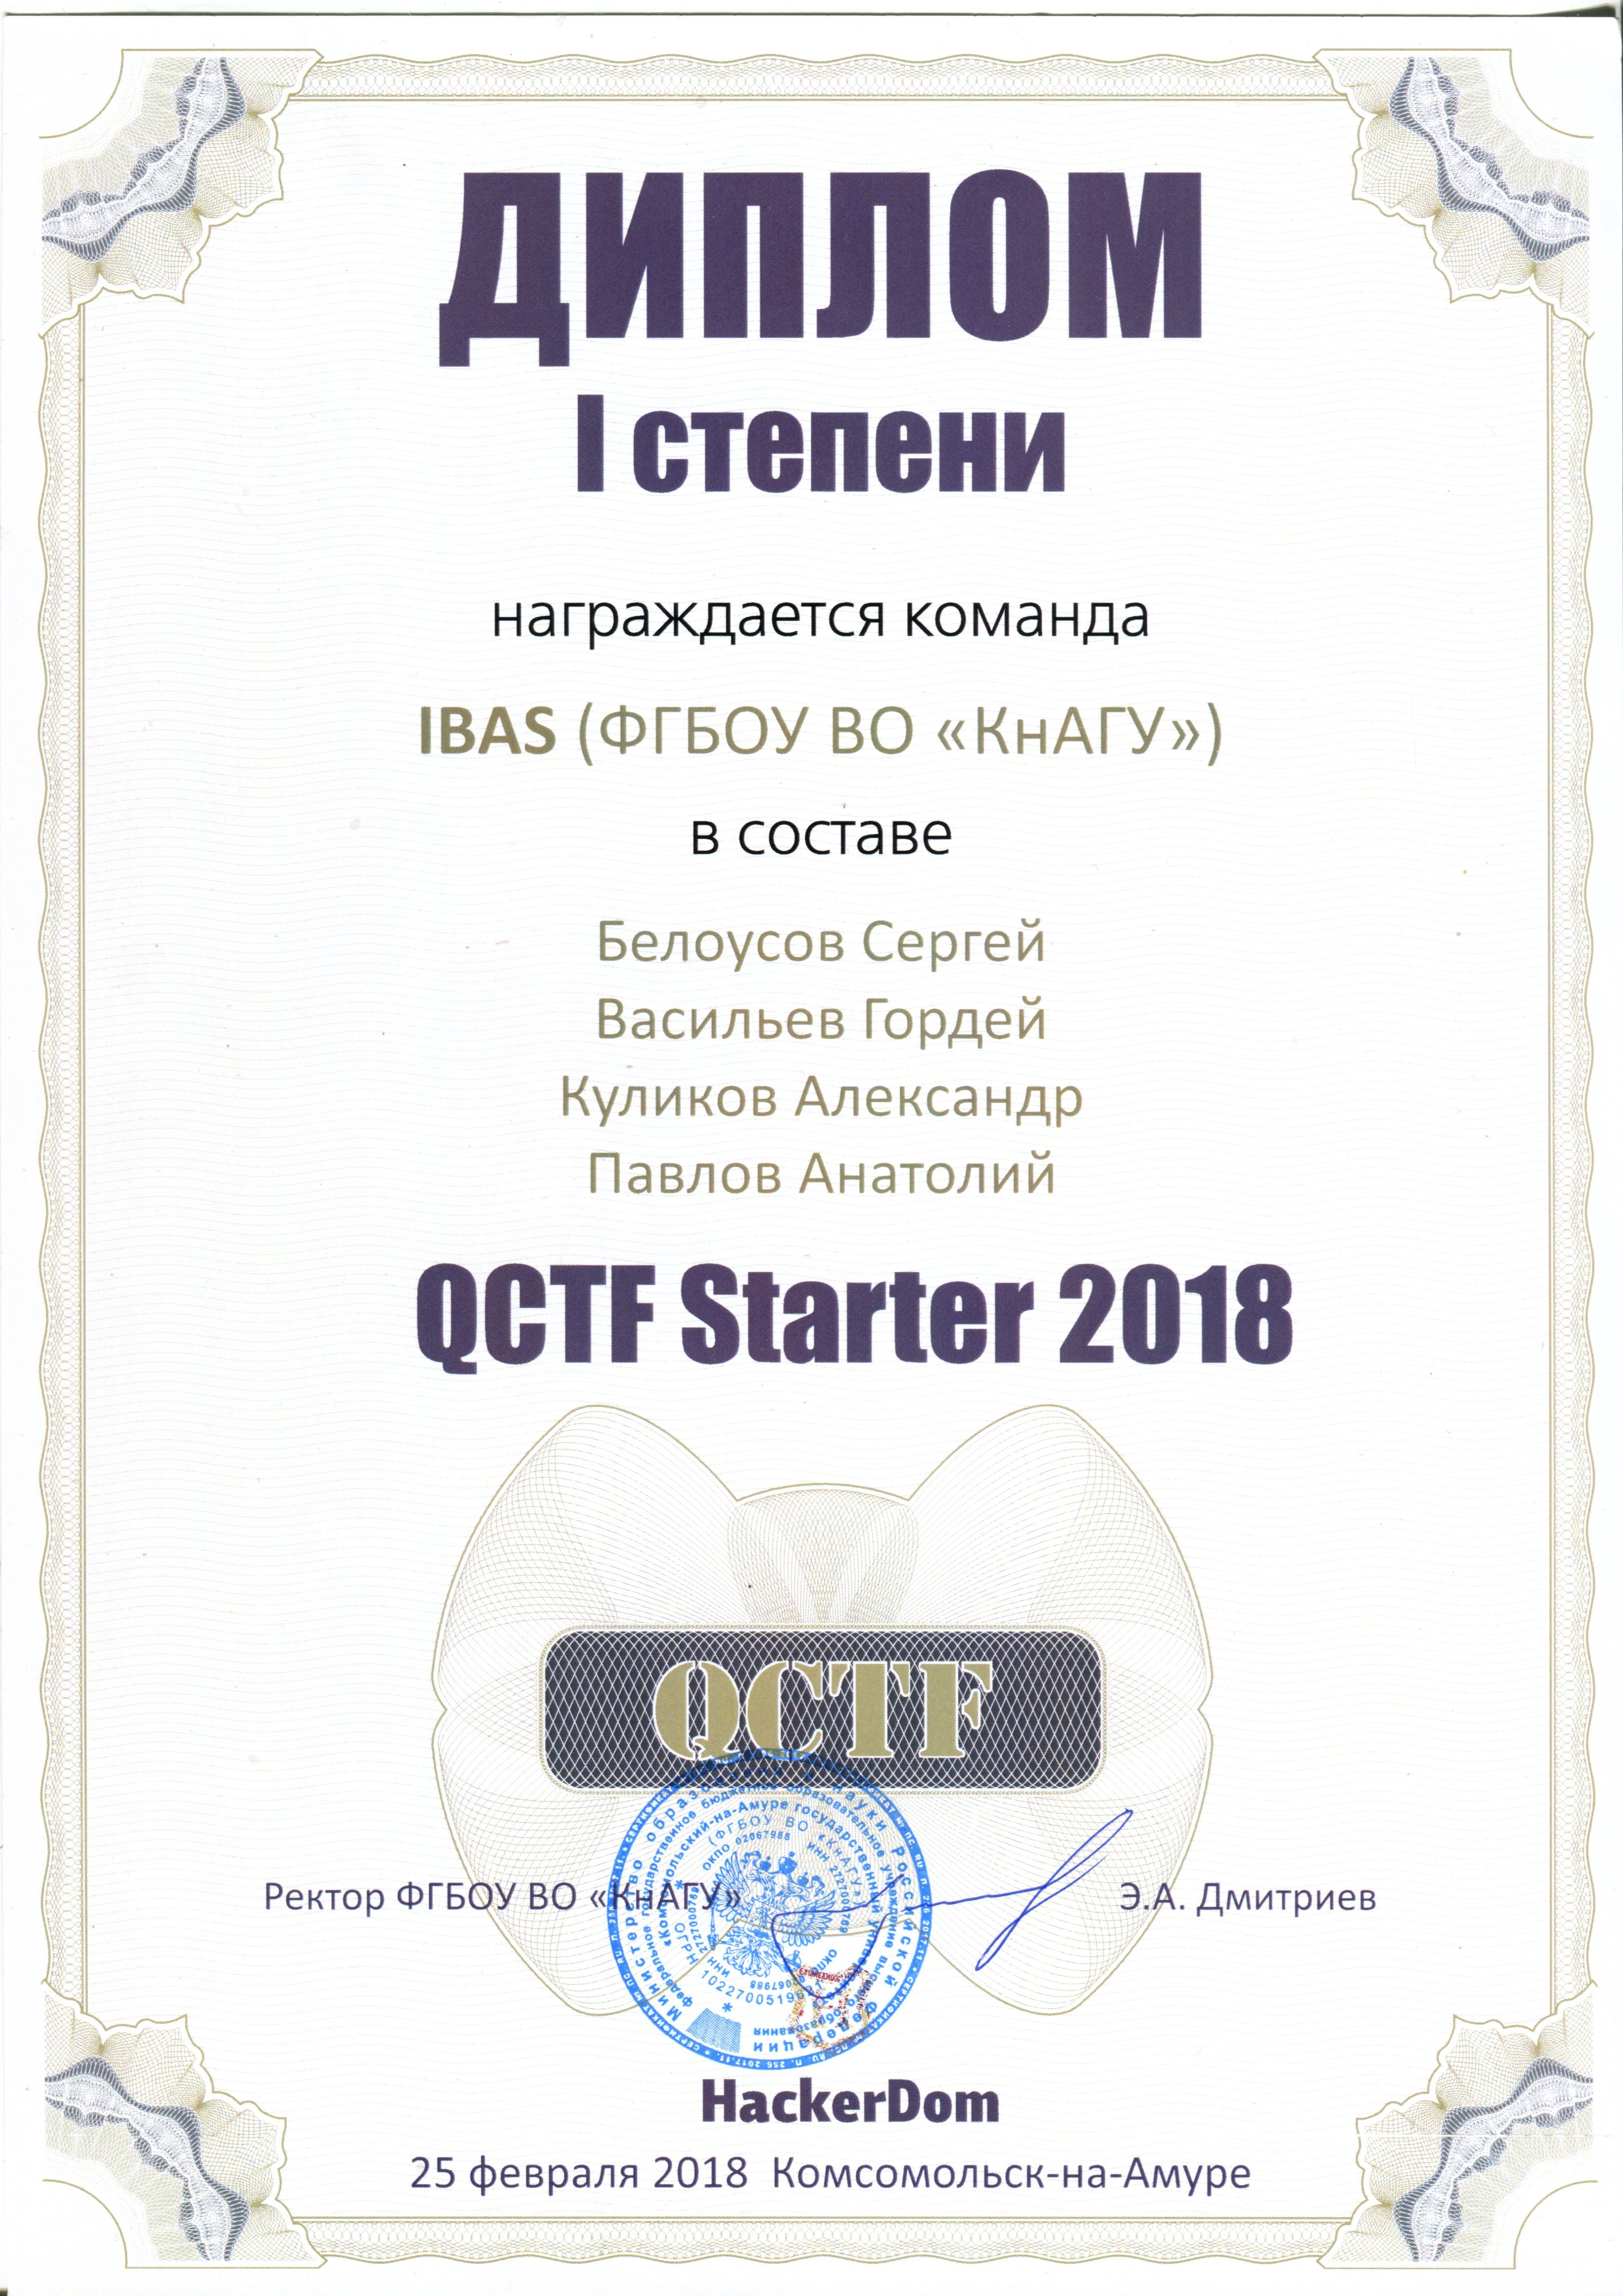 ДИПЛОМ
I степени
награждается команда
IBAS (ФГБОУ ВО «КнАГУ»)
в составе
Белоусов Сергей
Васильев Гордей
Куликов Александр
Павлов Анатолий
QCTF Starter 2018
QCTF
Ректор ФГБОУ ВО «КнАГУ»
Э.А. Дмитриев
Министерство образования и науки Российской Федерации
федеральное государственное бюджетное образовательное учреждение высшего образования
«Комсомольский-на-Амуре государственный университет»
(ФГБОУ ВО «КнАГУ»)
ОКПО 02067988
ИНН 2727000769
HackerDom
25 февраля 2018 Комсомольск-на-Амуре